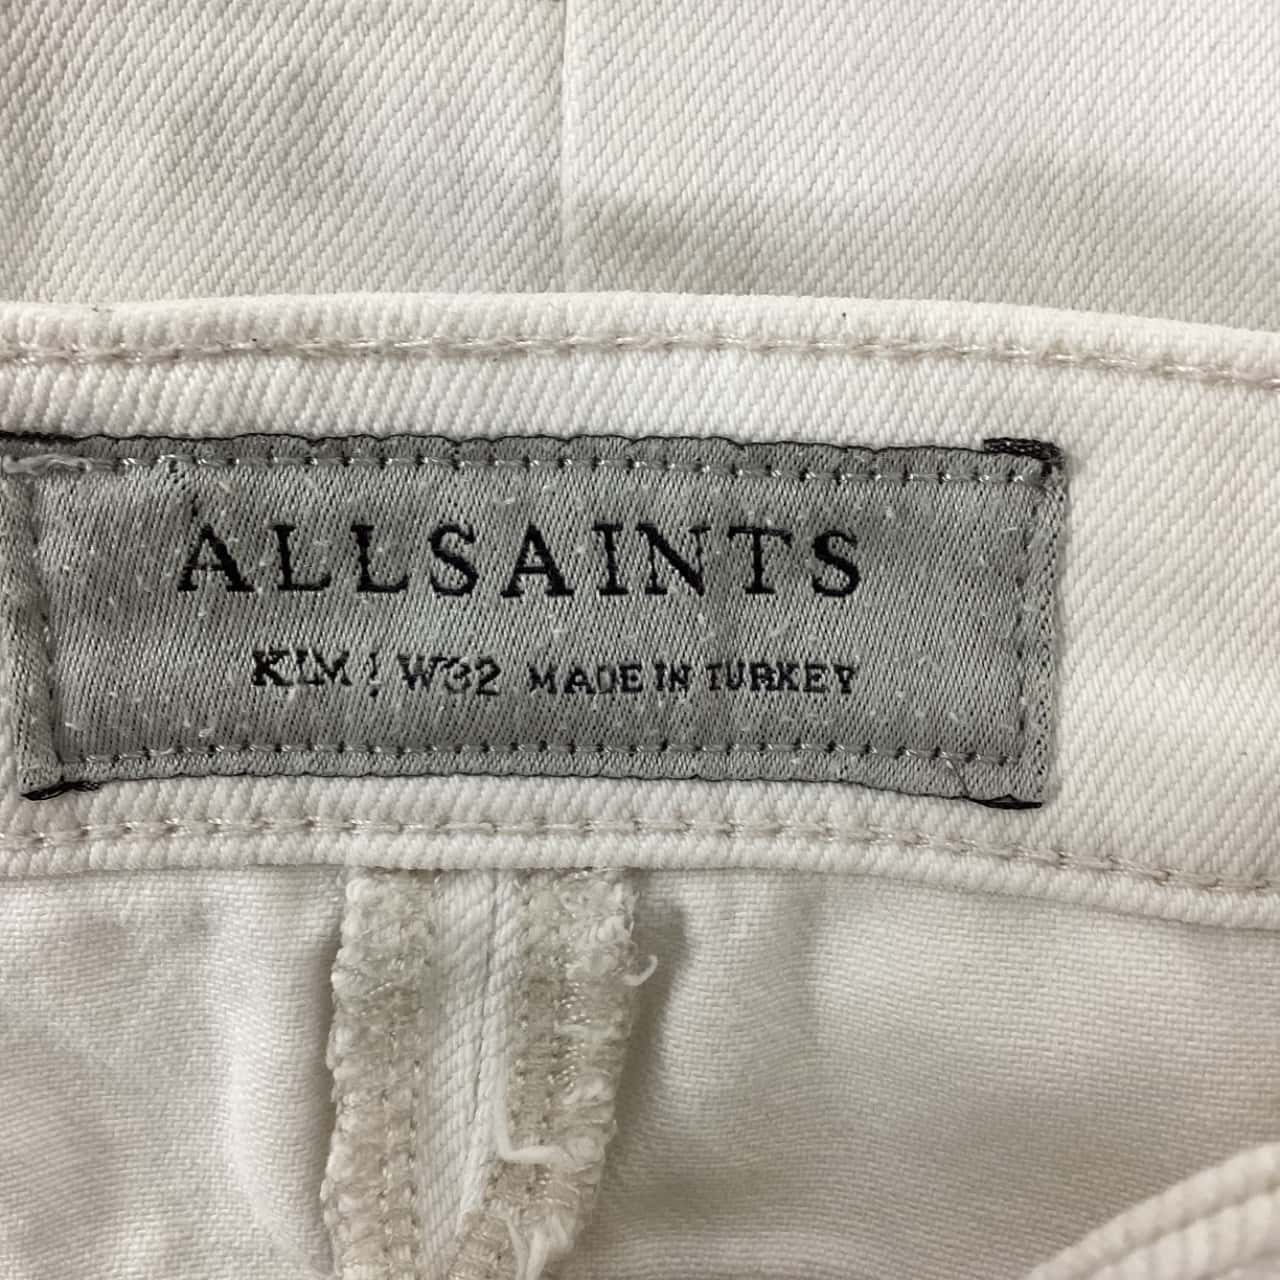 ALLSAINTS
KIM / W32 MADE IN TURKEY